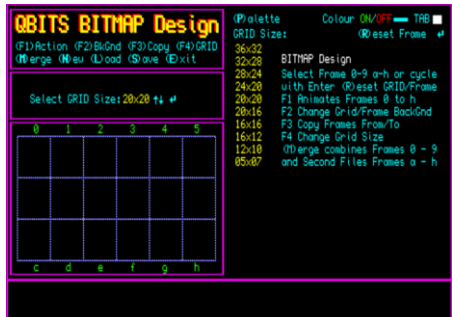 QBITS BITMAP Design
(F1)Action (F2)BkGnd (F3)Copy (F4)GRID
(M)erge (N)ew (L)oad (S)ave (E)xit
Select GRID Size:20x20 ↑↓ ↵
0 1 2 3 4 5
c d e f g h
(P)alette Colour ON/OFF TAB
GRID Size: (R)eset Frame ↵
36x32
32x28 BITMAP Design
28x24 Select Frame 0-9 a-h or cycle
24x20 with Enter (R)eset GRID/Frame
20x20 F1 Animates Frames 0 to h
20x16 F2 Change Grid/Frame BackGnd
16x16 F3 Copy Frames From/To
16x12 F4 Change Grid Size
12x10 (M)erge combines Frames 0 - 9
05x07 and Second Files Frames a - h